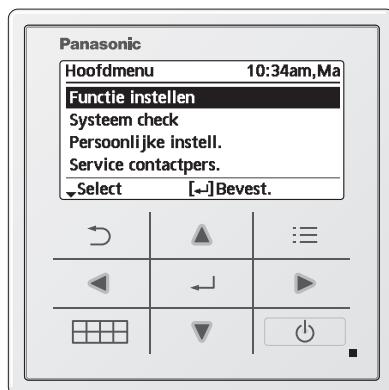 Panasonic
Hoofdmenu 10:34am,Ma
Functie instellen
Systeem check
Persoonlijke instell.
Service contactpers.
Select [↵]Bevest.